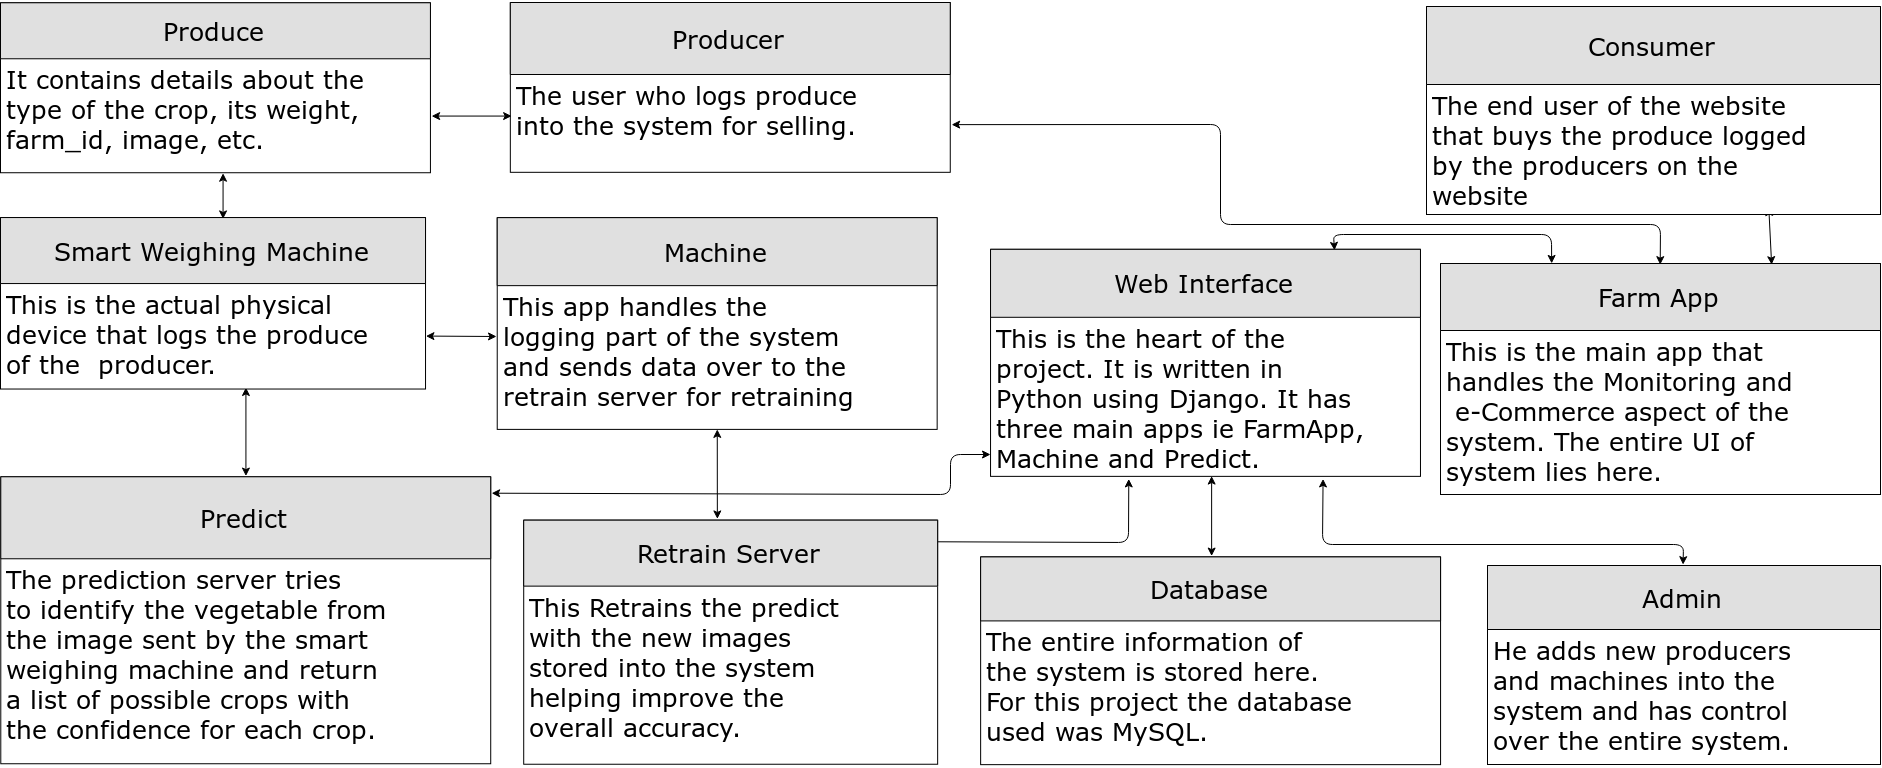 Produce
It contains details about the
type of the crop, its weight,
farm_id, image, etc.
Producer
The user who logs produce
into the system for selling.
Consumer
The end user of the website
that buys the produce logged
by the producers on the
website
Smart Weighing Machine
This is the actual physical
device that logs the produce
of the  producer.
Machine
This app handles the
logging part of the system
and sends data over to the
retrain server for retraining
Web Interface
This is the heart of the
project. It is written in
Python using Django. It has
three main apps ie FarmApp,
Machine and Predict.
Farm App
This is the main app that
handles the Monitoring and
e-Commerce aspect of the
system. The entire UI of
system lies here.
Predict
The prediction server tries
to identify the vegetable from
the image sent by the smart
weighing machine and return
a list of possible crops with
the confidence for each crop.
Retrain Server
This Retrains the predict
with the new images
stored into the system
helping improve the
overall accuracy.
Database
The entire information of
the system is stored here.
For this project the database
used was MySQL.
Admin
He adds new producers
and machines into the
system and has control
over the entire system.